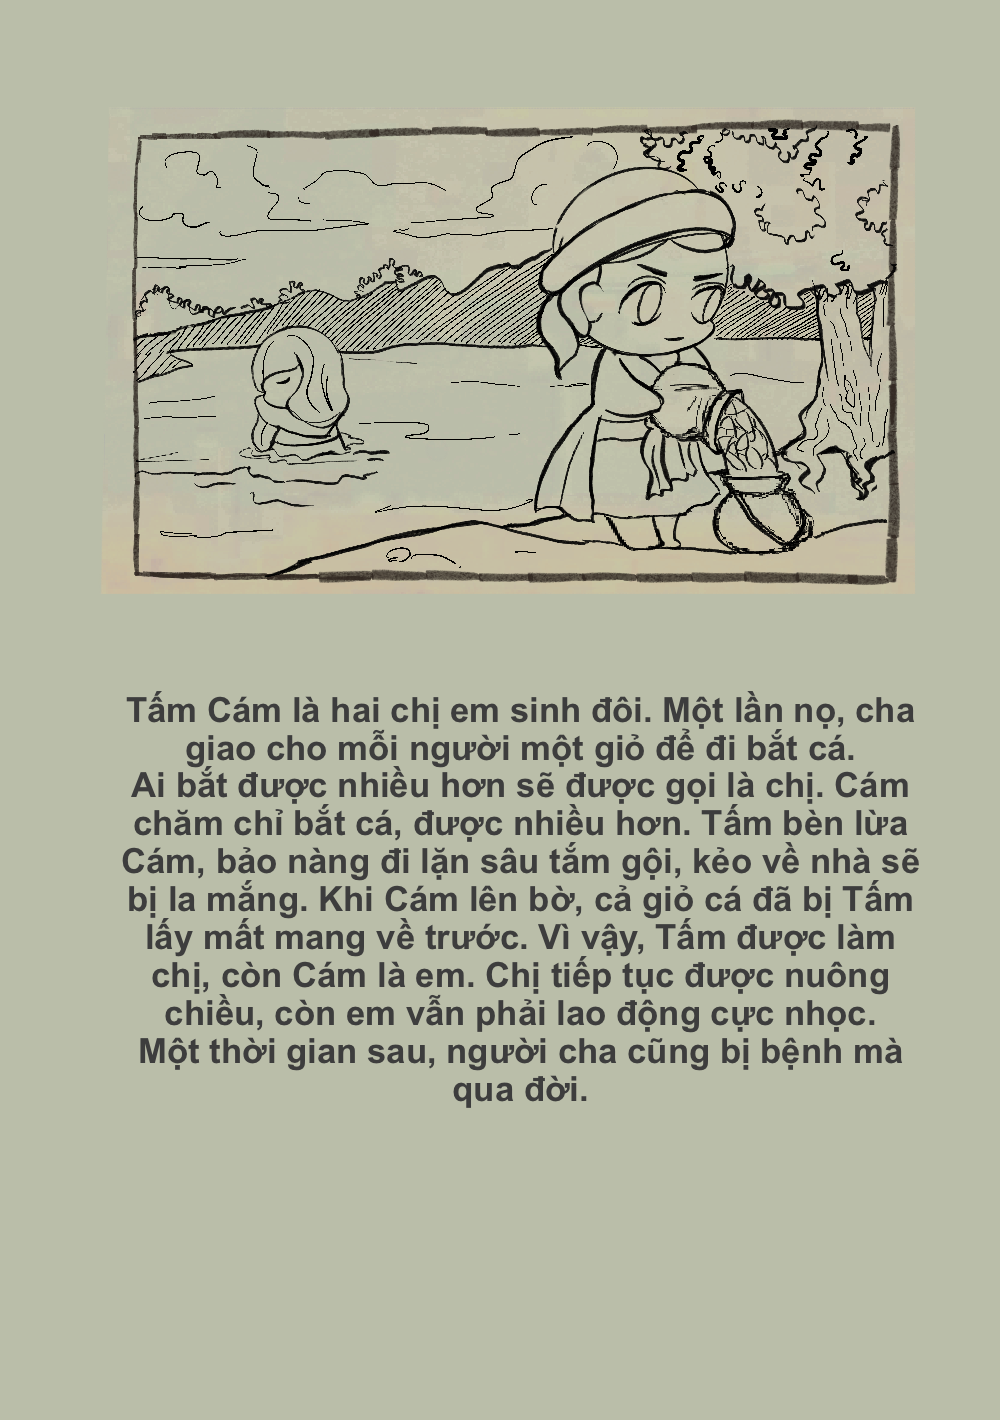 Tấm Cám là hai chị em sinh đôi. Một lần nọ, cha
giao cho mỗi người một giỏ để đi bắt cá.
Ai bắt được nhiều hơn sẽ được gọi là chị. Cám
chăm chỉ bắt cá, được nhiều hơn. Tấm bèn lừa
Cám, bảo nàng đi lặn sâu tắm gội, kẻo về nhà sẽ
bị la mắng. Khi Cám lên bờ, cả giỏ cá đã bị Tấm
lấy mất mang về trước. Vì vậy, Tấm được làm
chị, còn Cám là em. Chị tiếp tục được nuông
chiều, còn em vẫn phải lao động cực nhọc.
Một thời gian sau, người cha cũng bị bệnh mà
qua đời.